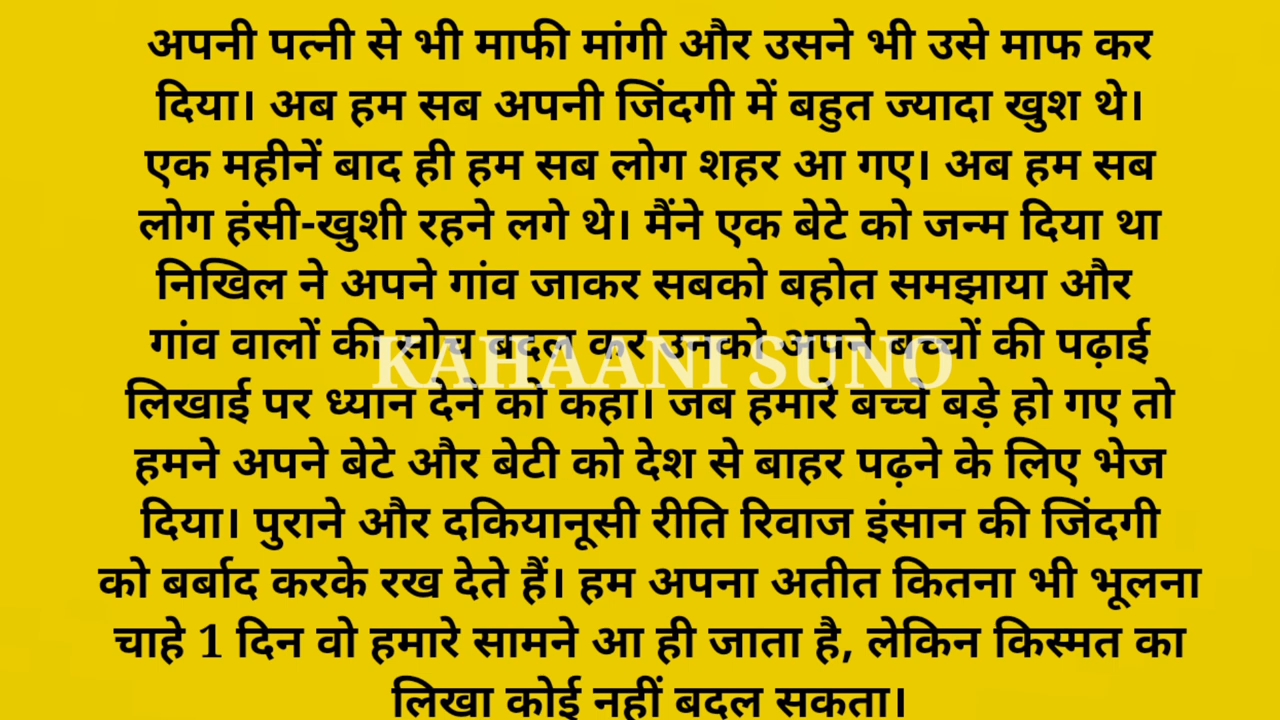 अपनी पत्नी से भी माफी मांगी और उसने भी उसे माफ कर
दिया। अब हम सब अपनी जिंदगी में बहुत ज्यादा खुश थे।
एक महीनें बाद ही हम सब लोग शहर आ गए। अब हम सब
लोग हंसी-खुशी रहने लगे थे। मैंने एक बेटे को जन्म दिया था
निखिल ने अपने गांव जाकर सबको बहोत समझाया और
गांव वालों की सोच बदल कर उनको अपने बच्चों की पढ़ाई
KAHAANI SUNO
लिखाई पर ध्यान देने को कहा। जब हमारे बच्चे बड़े हो गए तो
हमने अपने बेटे और बेटी को देश से बाहर पढ़ने के लिए भेज
दिया। पुराने और दकियानूसी रीति रिवाज इंसान की जिंदगी
को बर्बाद करके रख देते हैं। हम अपना अतीत कितना भी भूलना
चाहे 1 दिन वो हमारे सामने आ ही जाता है, लेकिन किस्मत का
लिखा कोई नहीं बदल सकता।